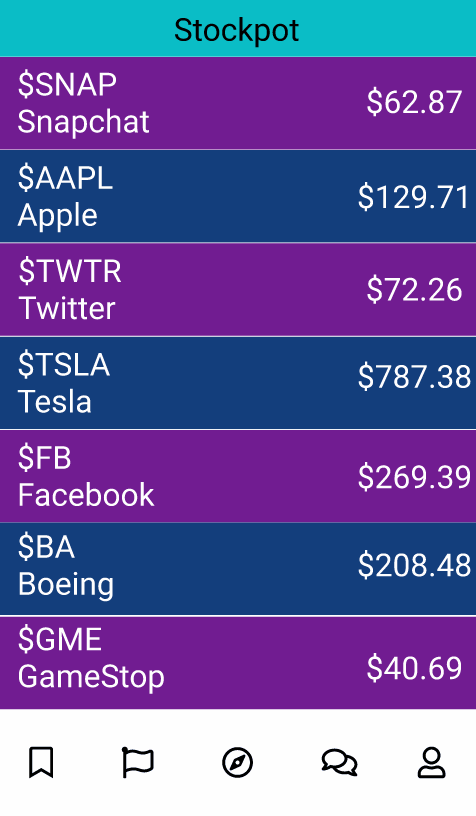 Stockpot
$SNAP
Snapchat
$62.87
$AAPL
Apple
$129.71
$TWTR
Twitter
$72.26
$TSLA
Tesla
$787.38
$FB
Facebook
$269.39
$BA
Boeing
$208.48
$GME
GameStop
$40.69